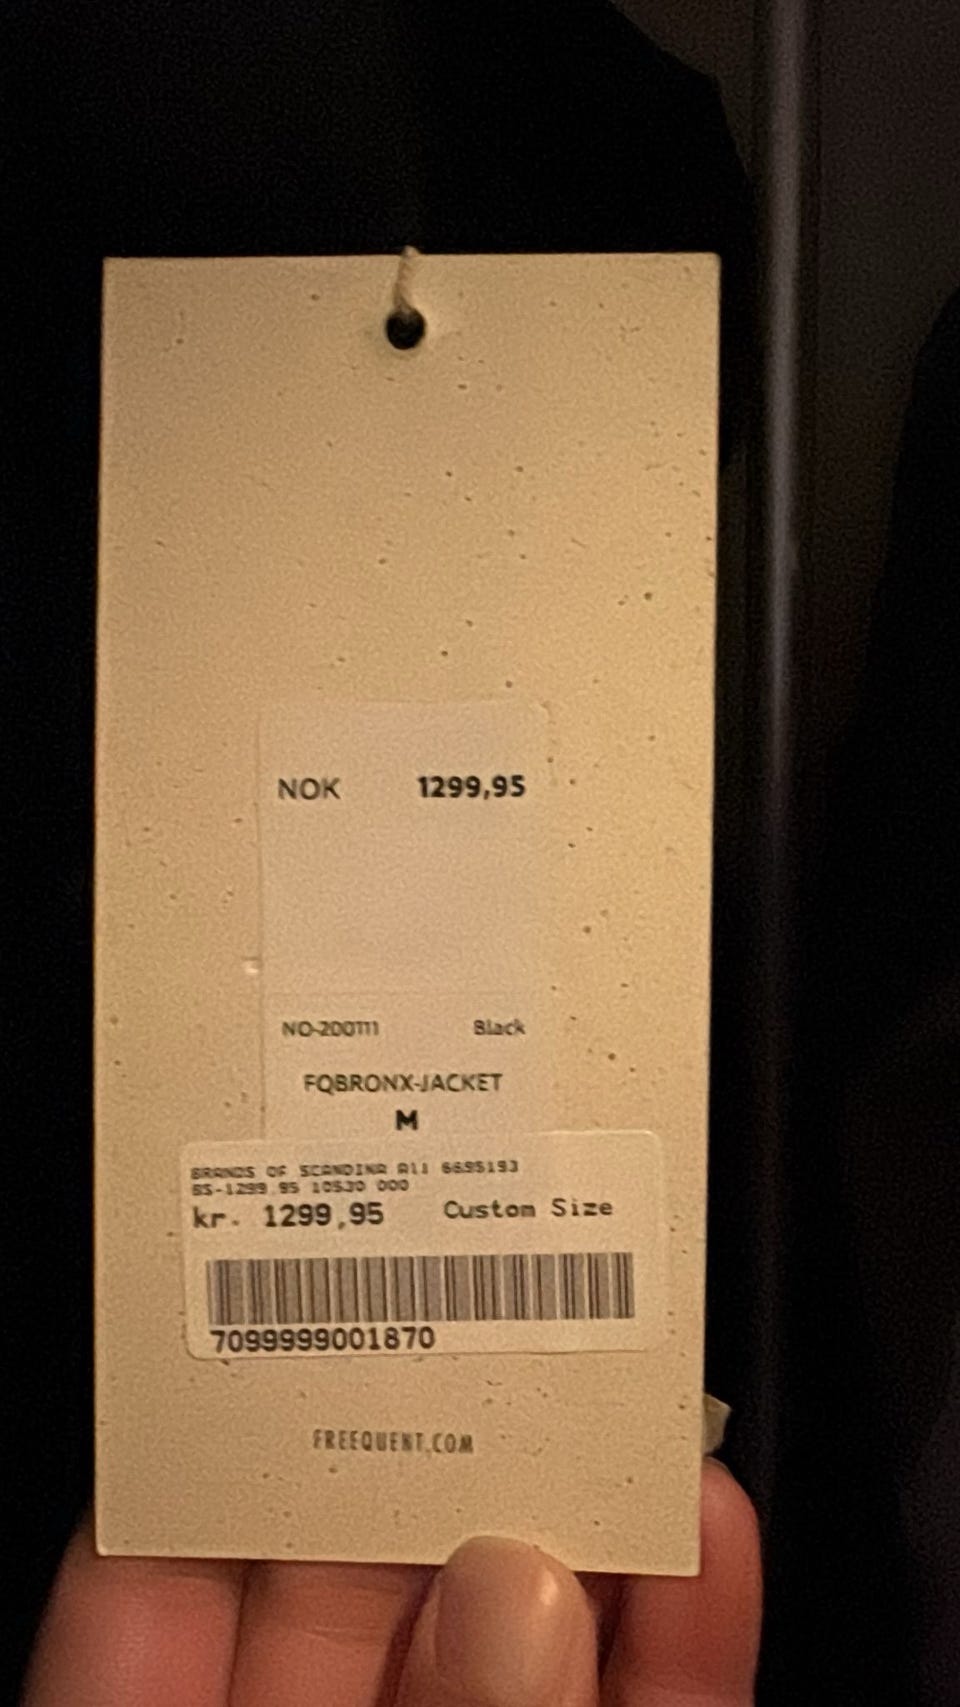 NOK 1299,95
NO-200111 Black
FQBRONX-JACKET
M
BRANDS OF SCANDINA All 6695193
BS-1299.95 10530 000
kr. 1299,95 Custom Size
7099999001870
FREEQUENT.COM